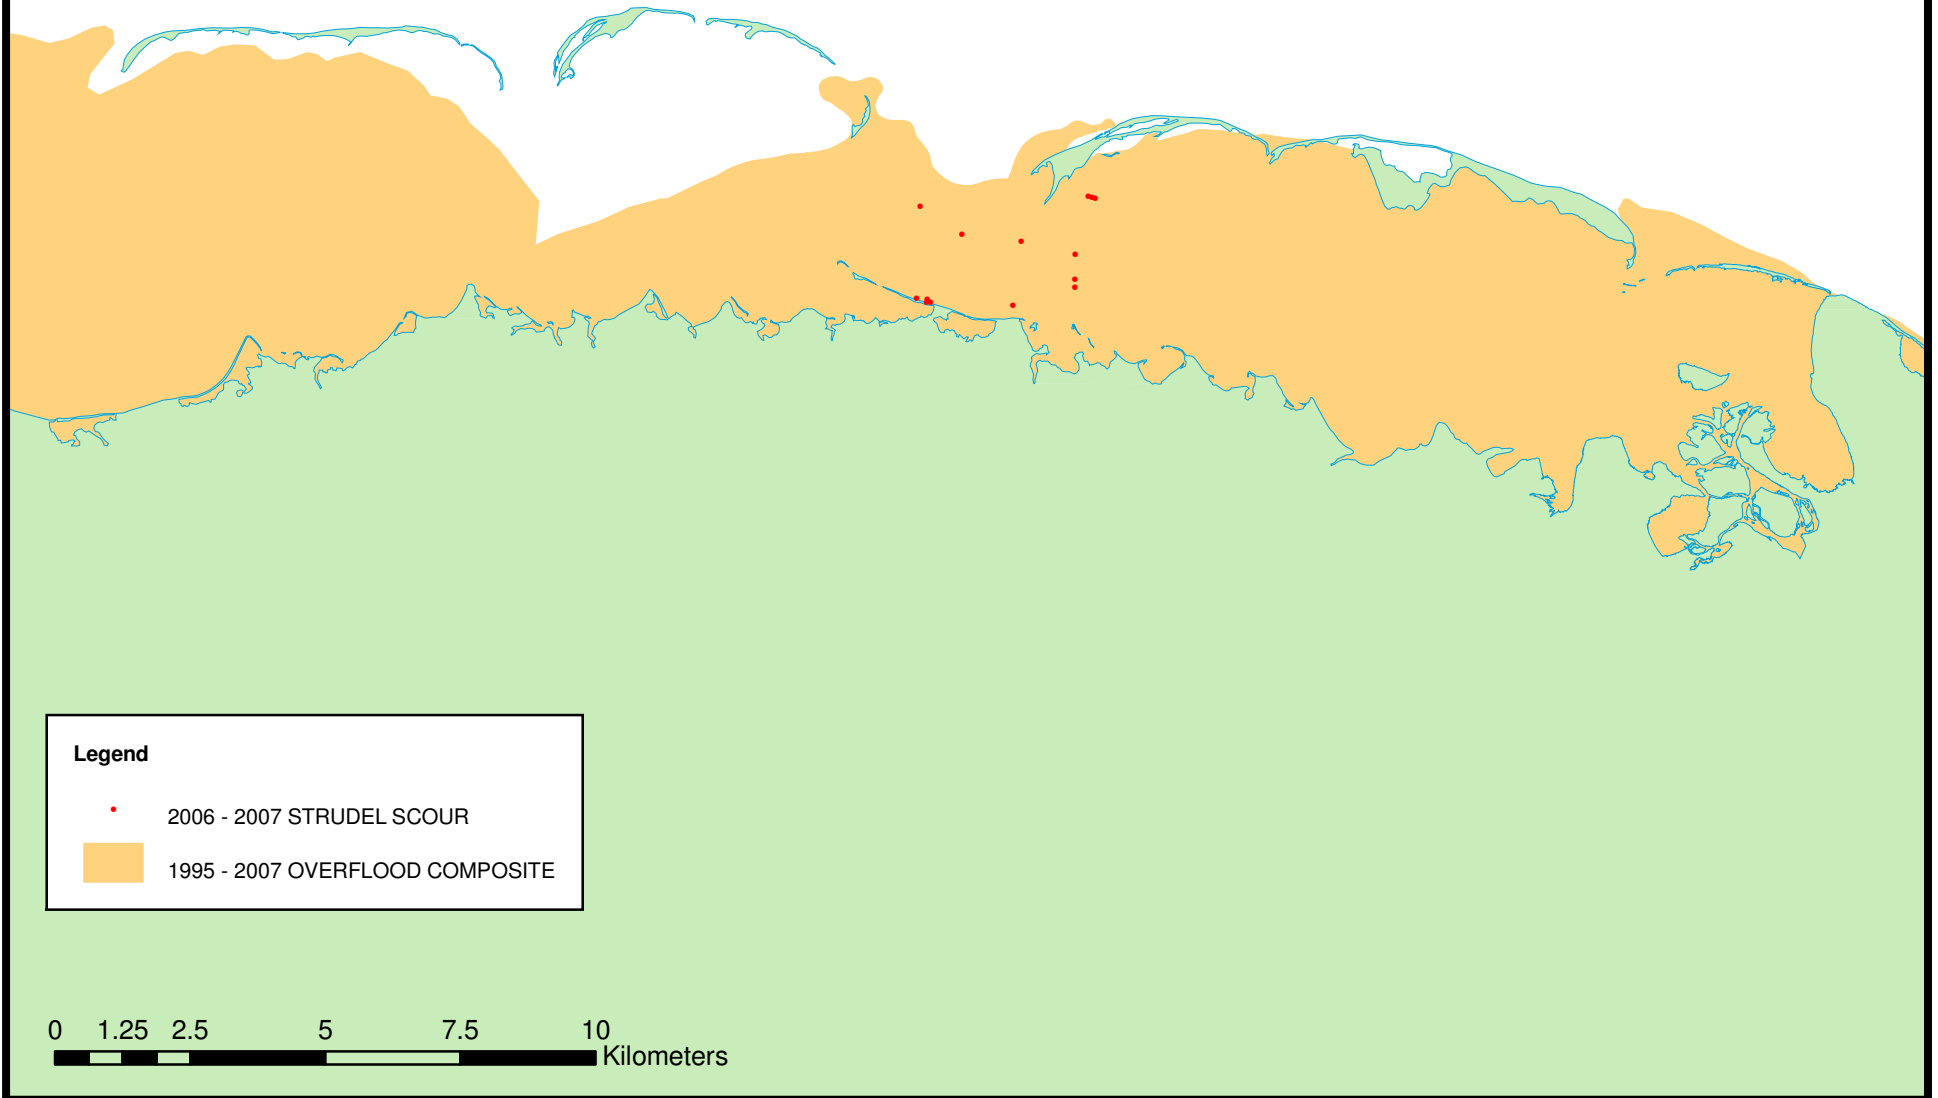 Legend
2006 - 2007 STRUDEL SCOUR
1995 - 2007 OVERFLOOD COMPOSITE
0 1.25 2.5 5 7.5 10
Kilometers